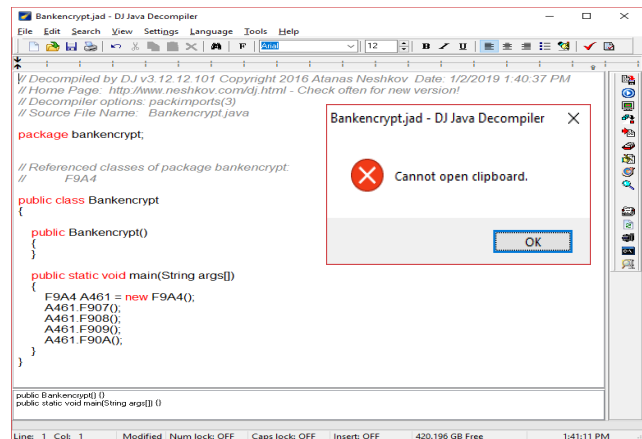 Bankencrypt.jad - DJ Java Decompiler
File Edit Search View Settings Language Tools Help
Arial 12
// Decompiled by DJ v3.12.12.101 Copyright 2016 Atanas Neshkov  Date: 1/2/2019 1:40:37 PM
// Home Page:  http://www.neshkov.com/dj.html - Check often for new version!
// Decompiler options: packimports(3)
// Source File Name:   Bankencrypt.java
package bankencrypt;
// Referenced classes of package bankencrypt:
//            F9A4
public class Bankencrypt
{
    public Bankencrypt()
    {
    }
    public static void main(String args[])
    {
        F9A4 A461 = new F9A4();
        A461.F907();
        A461.F908();
        A461.F909();
        A461.F90A();
    }
}
Bankencrypt.jad - DJ Java Decompiler
Cannot open clipboard.
OK
public Bankencrypt() {}
public static void main(String args[]) {}
Line: 1 Col: 1 Modified Num lock: OFF Caps lock: OFF Insert: OFF 420,196 GB Free 1:41:11 PM